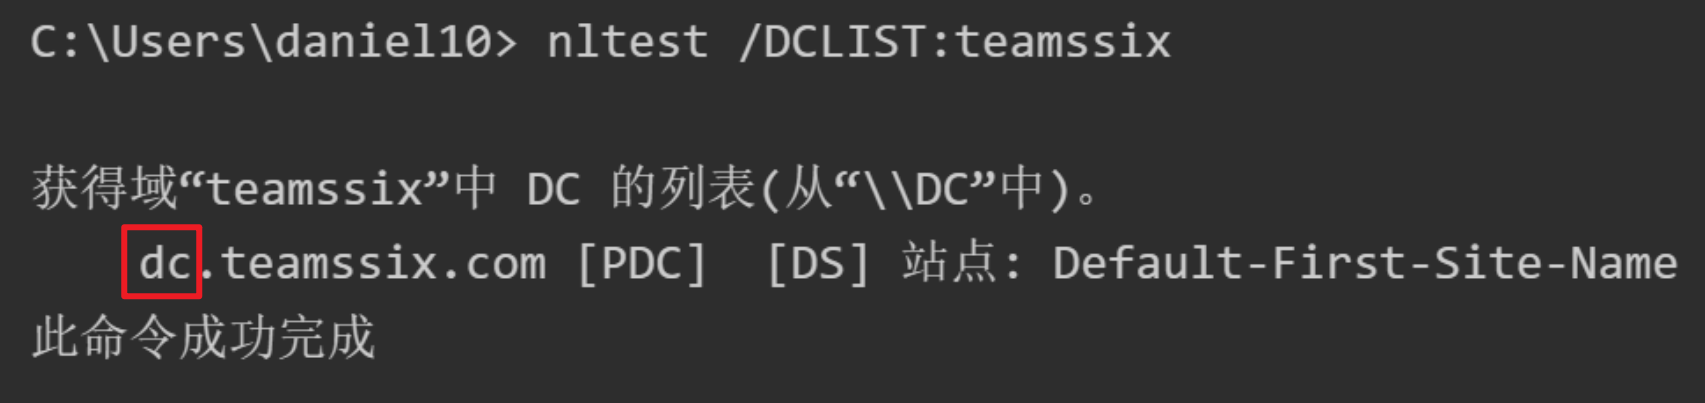 C:\Users\daniel10> nltest /DCLIST:teamssix
获得域“teamssix”中 DC 的列表(从“\\DC”中)。
dc.teamssix.com [PDC]  [DS] 站点: Default-First-Site-Name
此命令成功完成